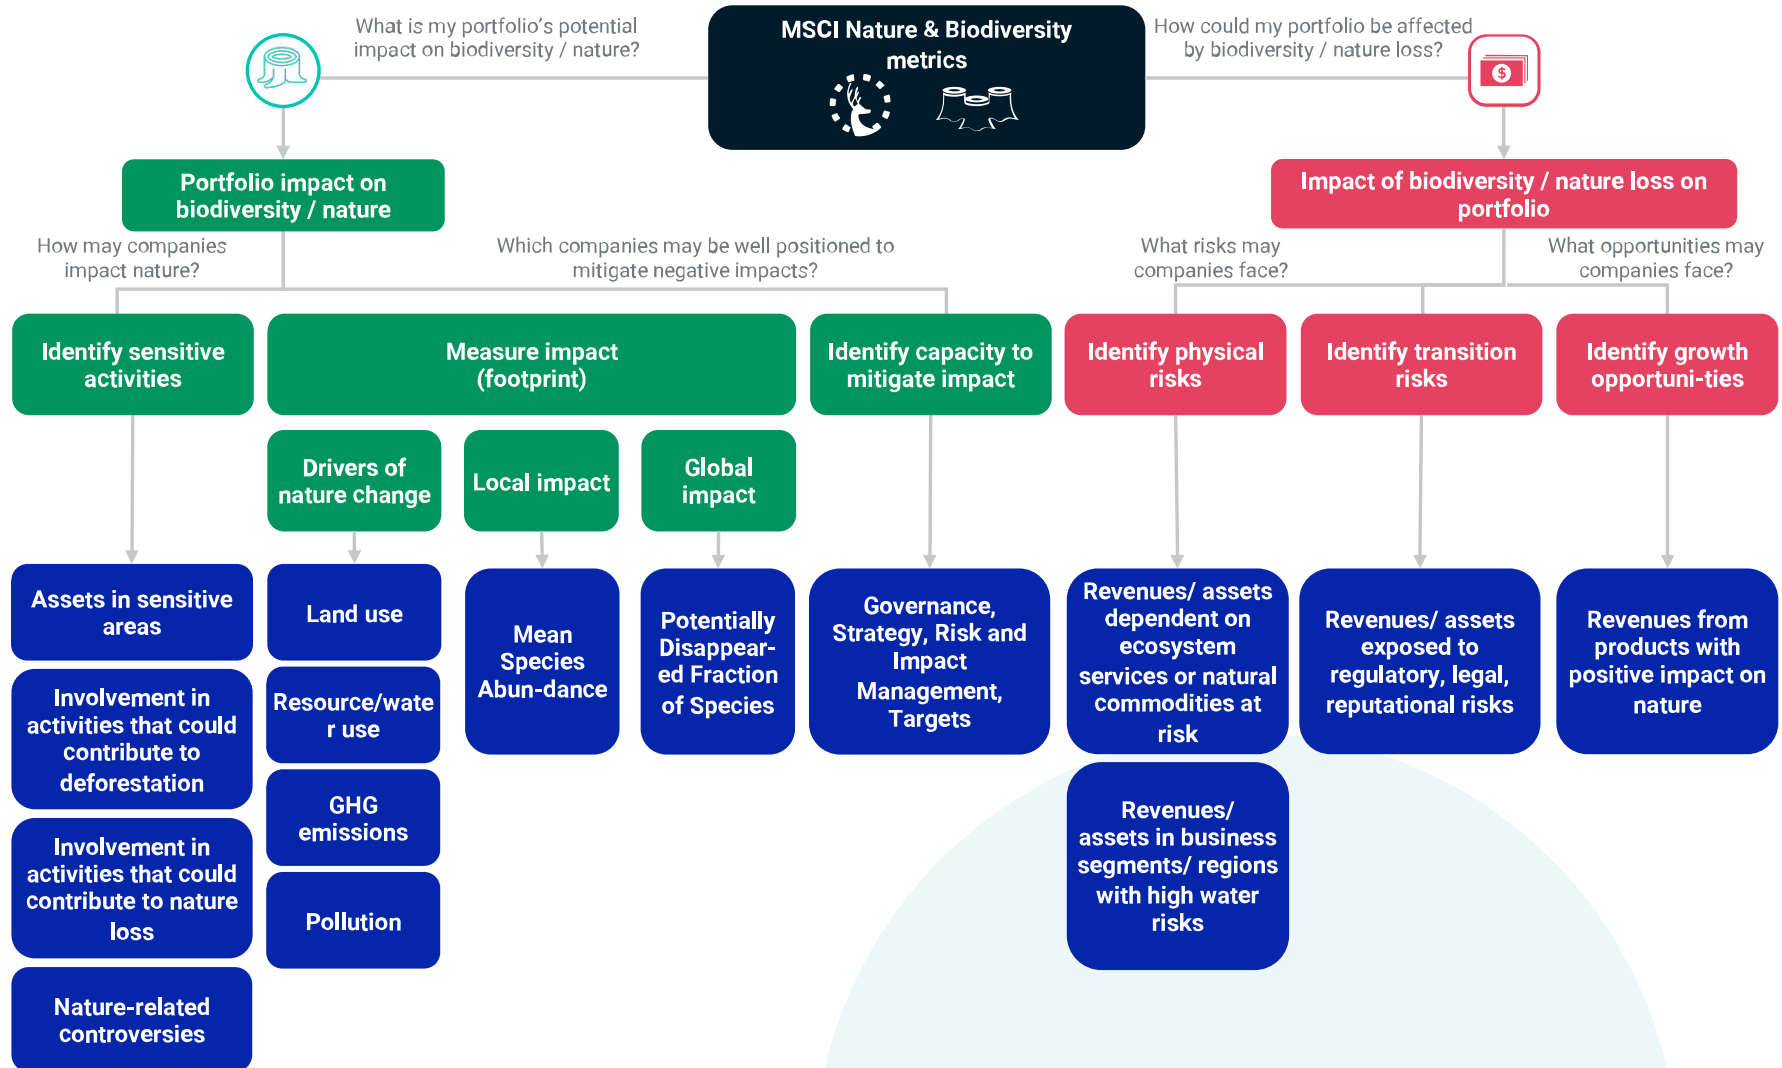 What is my portfolio's potential
impact on biodiversity / nature?
MSCI Nature & Biodiversity
metrics
How could my portfolio be affected
by biodiversity / nature loss?
$
Portfolio impact on
biodiversity / nature
Impact of biodiversity / nature loss on
portfolio
How may companies
impact nature?
Which companies may be well positioned to
mitigate negative impacts?
What risks may
companies face?
What opportunities may
companies face?
Identify sensitive
activities
Measure impact
(footprint)
Identify capacity to
mitigate impact
Identify physical
risks
Identify transition
risks
Identify growth
opportuni-ties
Drivers of
nature change
Local impact
Global
impact
Assets in sensitive
areas
Involvement in
activities that could
contribute to
deforestation
Involvement in
activities that could
contribute to nature
loss
Nature-related
controversies
Land use
Resource/wate
r use
GHG
emissions
Pollution
Mean
Species
Abun-dance
Potentially
Disappear-
ed Fraction
of Species
Governance,
Strategy, Risk and
Impact
Management,
Targets
Revenues/ assets
dependent on
ecosystem
services or natural
commodities at
risk
Revenues/
assets in business
segments/ regions
with high water
risks
Revenues/ assets
exposed to
regulatory, legal,
reputational risks
Revenues from
products with
positive impact on
nature